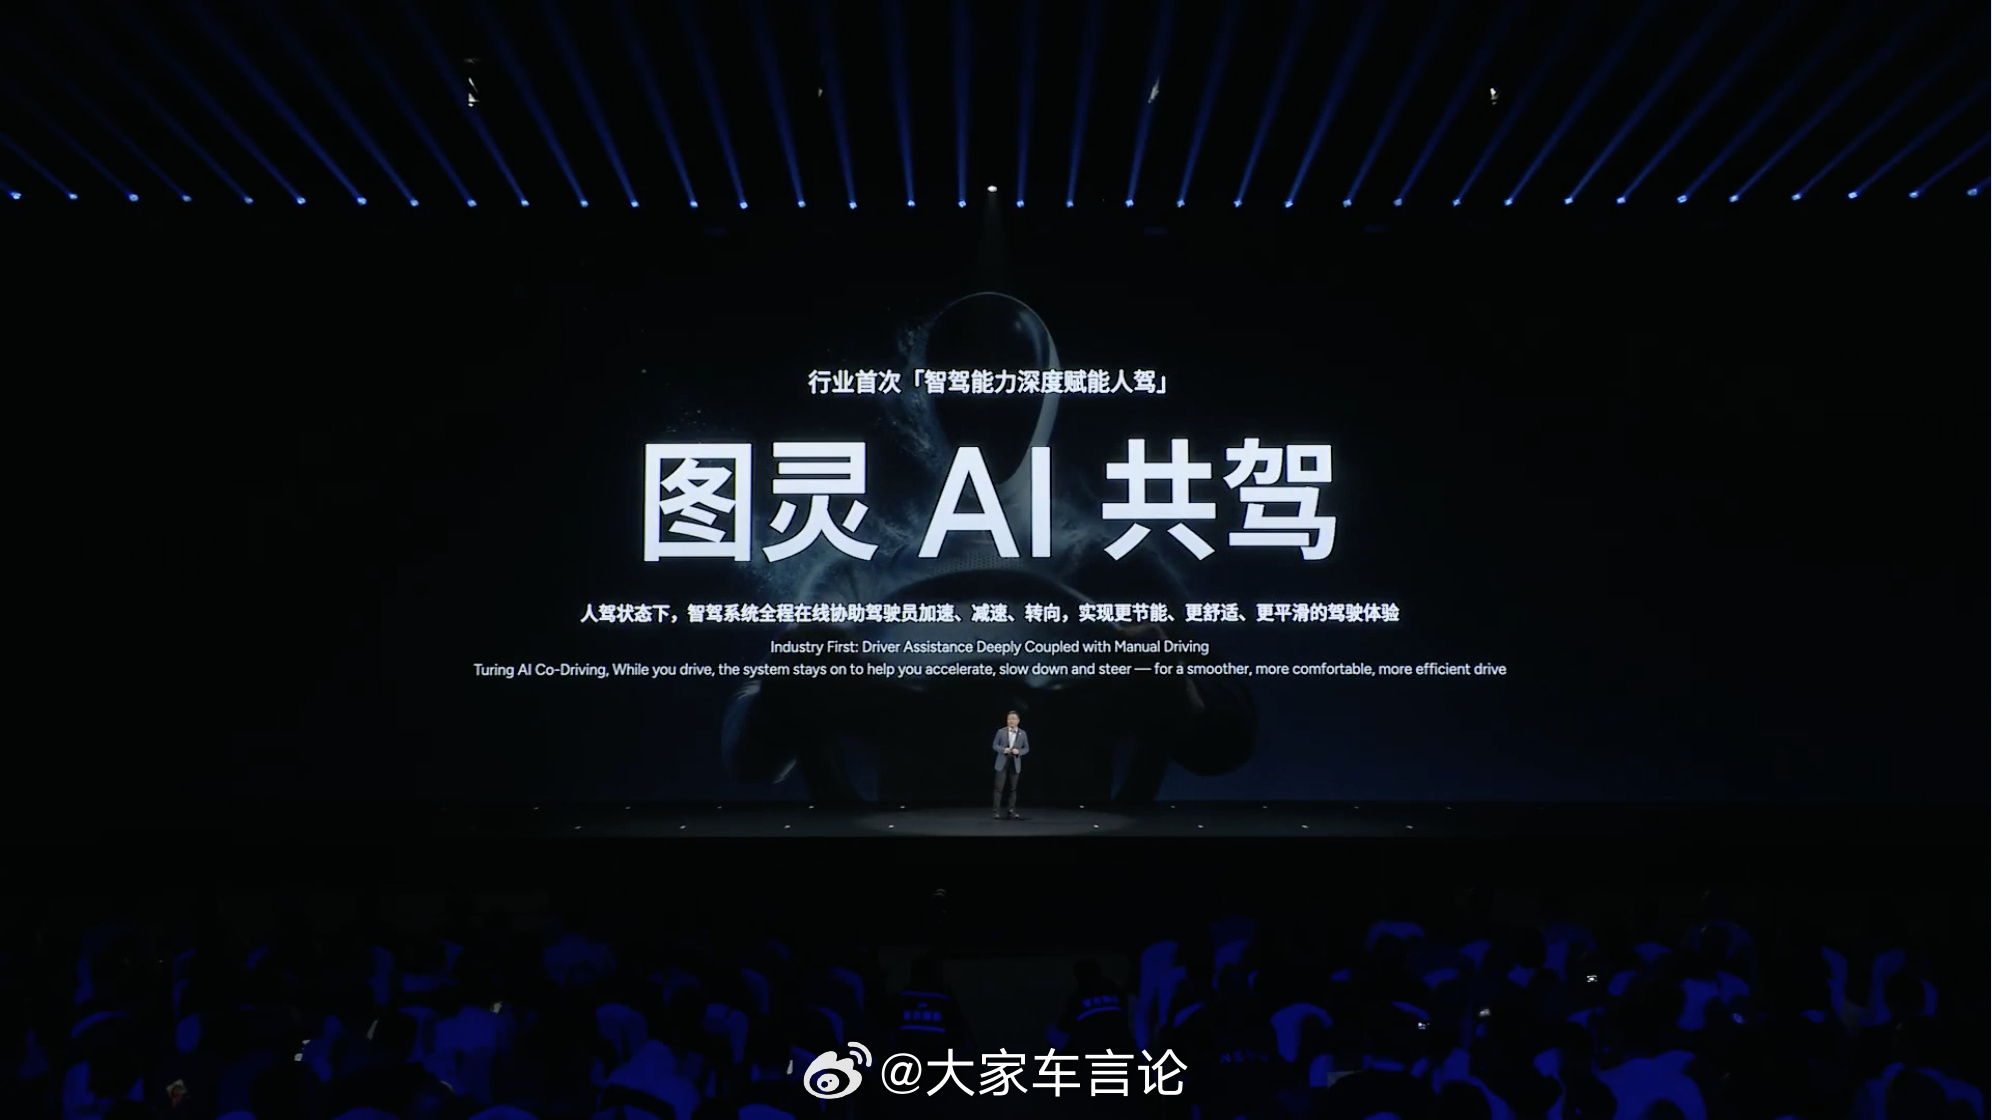 行业首次「智驾能力深度赋能人驾」
图灵 AI 共驾
人驾状态下，智驾系统全程在线协助驾驶员加速、减速、转向，实现更节能、更舒适、更平滑的驾驶体验
Industry First: Driver Assistance Deeply Coupled with Manual Driving
Turing AI Co-Driving, While you drive, the system stays on to help you accelerate, slow down and steer — for a smoother, more comfortable, more efficient drive
@大家车言论